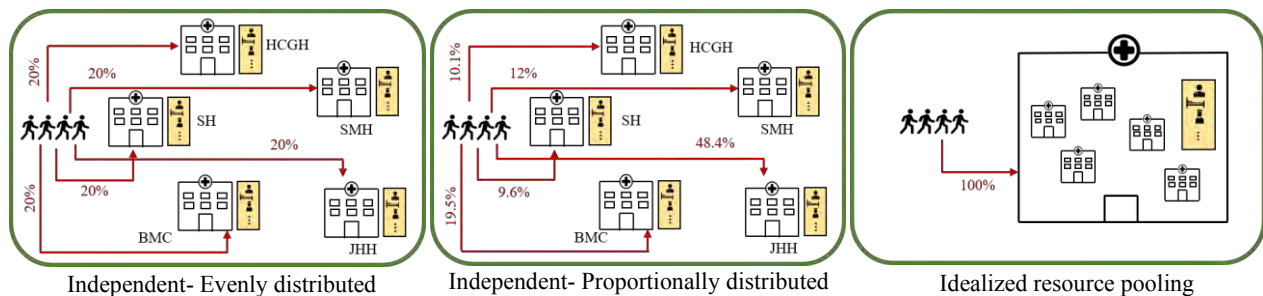 HCGH
20%
20%
SH
SMH
20%
20%
20%
BMC
JHH
Independent- Evenly distributed
HCGH
10.1%
12%
SH
SMH
48.4%
9.6%
19.5%
BMC
JHH
Independent- Proportionally distributed
100%
Idealized resource pooling